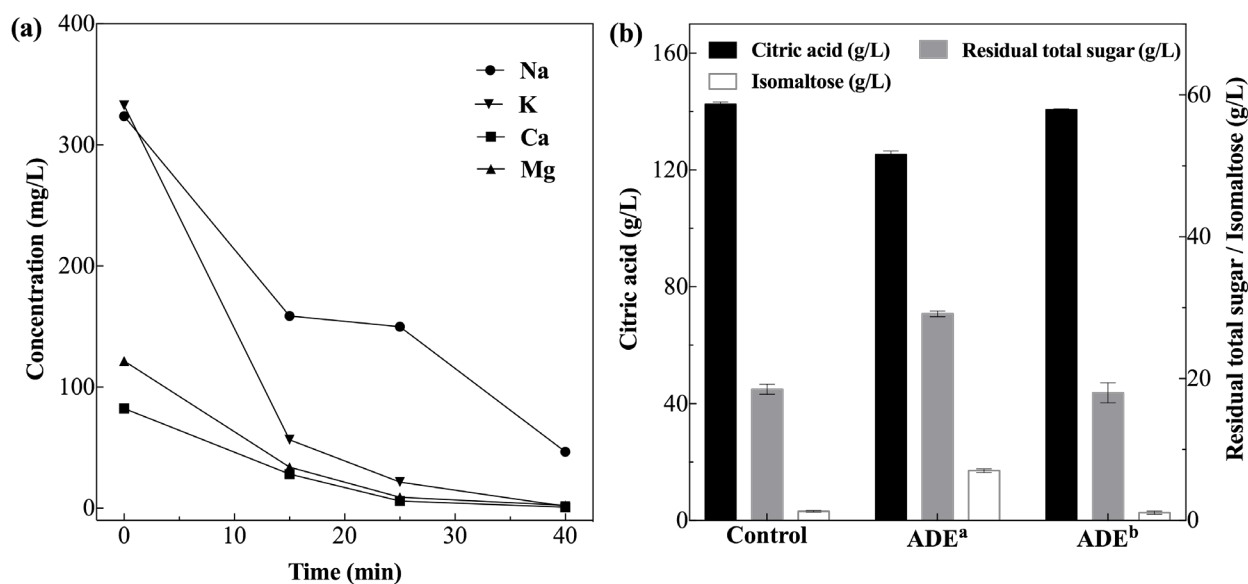 (a)
Concentration (mg/L)
400
300
200
100
0
Na
K
Ca
Mg
0 10 20 30 40
Time (min)
(b)
Citric acid (g/L)
160
120
80
40
0
Citric acid (g/L) Residual total sugar (g/L)
Isomaltose (g/L)
60
40
20
0
Residual total sugar / Isomaltose (g/L)
Control ADEᵃ ADEᵇ